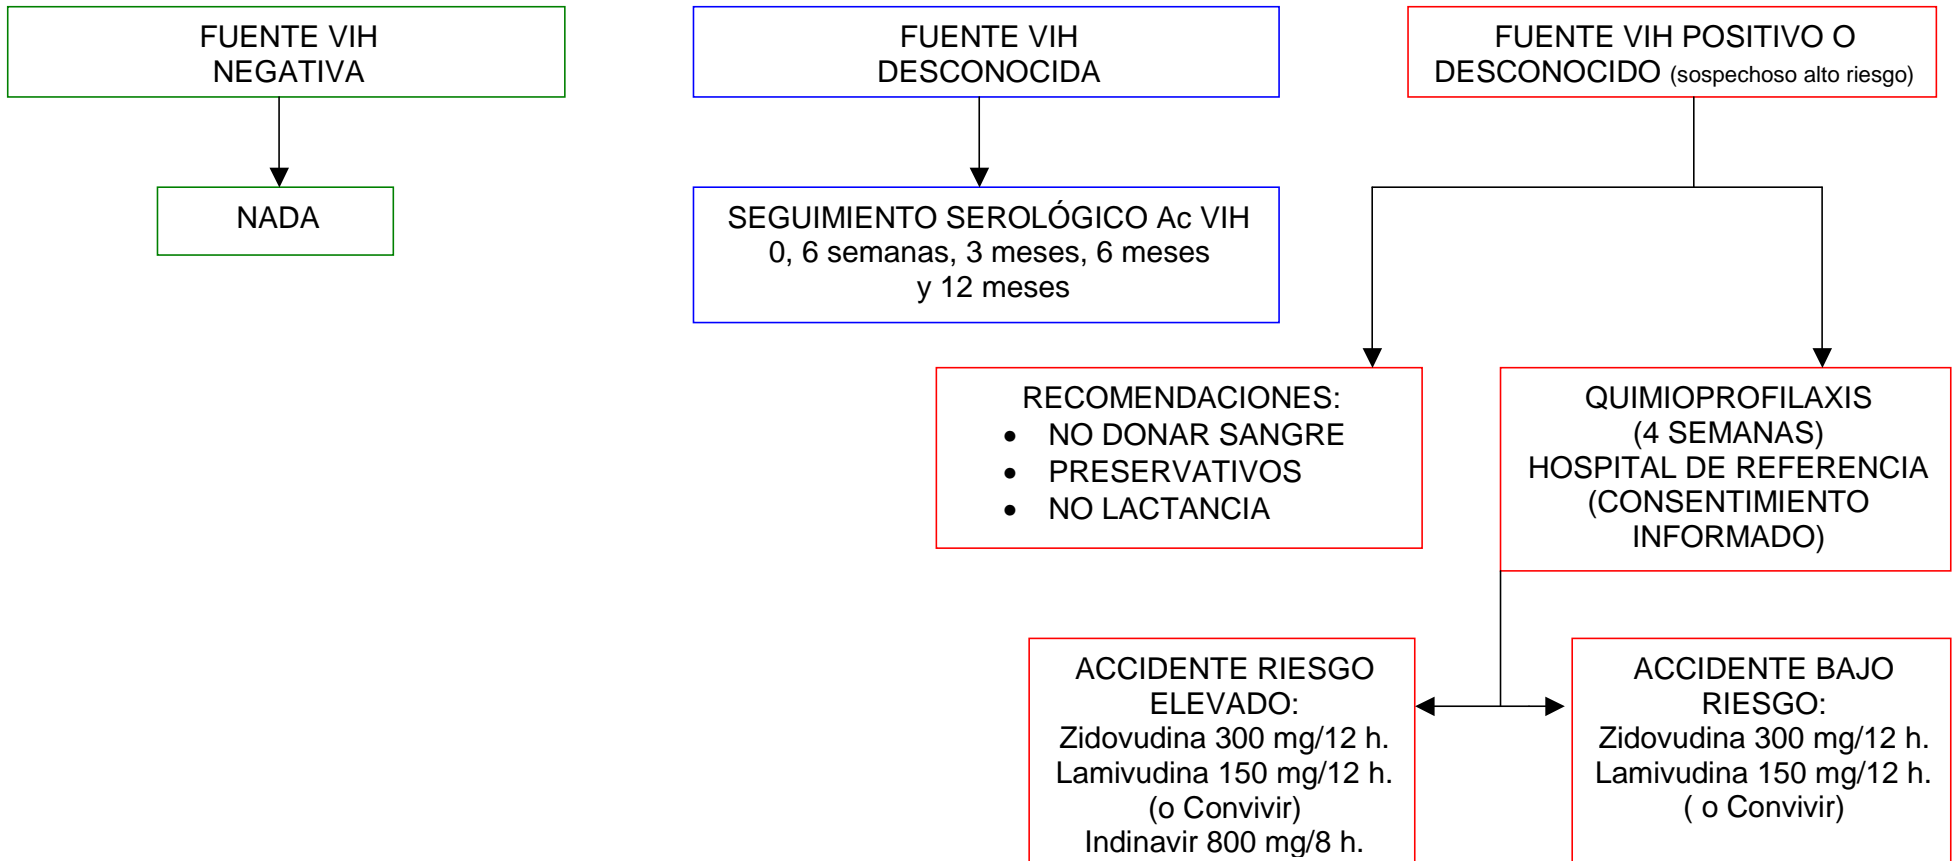 FUENTE VIH
NEGATIVA
FUENTE VIH
DESCONOCIDA
FUENTE VIH POSITIVO O
DESCONOCIDO (sospechoso alto riesgo)
NADA
SEGUIMIENTO SEROLÓGICO Ac VIH
0, 6 semanas, 3 meses, 6 meses
y 12 meses
RECOMENDACIONES:
• NO DONAR SANGRE
• PRESERVATIVOS
• NO LACTANCIA
QUIMIOPROFILAXIS
(4 SEMANAS)
HOSPITAL DE REFERENCIA
(CONSENTIMIENTO
INFORMADO)
ACCIDENTE RIESGO
ELEVADO:
Zidovudina 300 mg/12 h.
Lamivudina 150 mg/12 h.
(o Convivir)
Indinavir 800 mg/8 h.
ACCIDENTE BAJO
RIESGO:
Zidovudina 300 mg/12 h.
Lamivudina 150 mg/12 h.
( o Convivir)